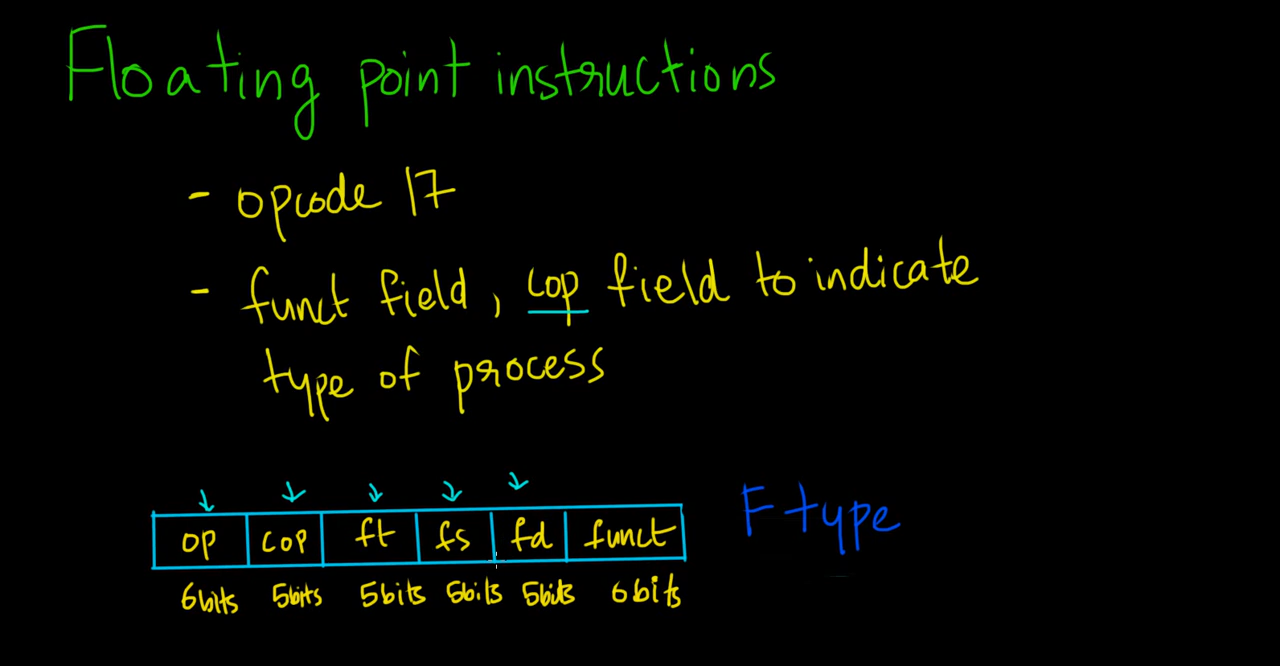 Floating point instructions
- opcode 17
- funct field, cop field to indicate
type of process
op cop ft fs fd funct
6bits 5bits 5bits 5bits 5bits 6bits
F type